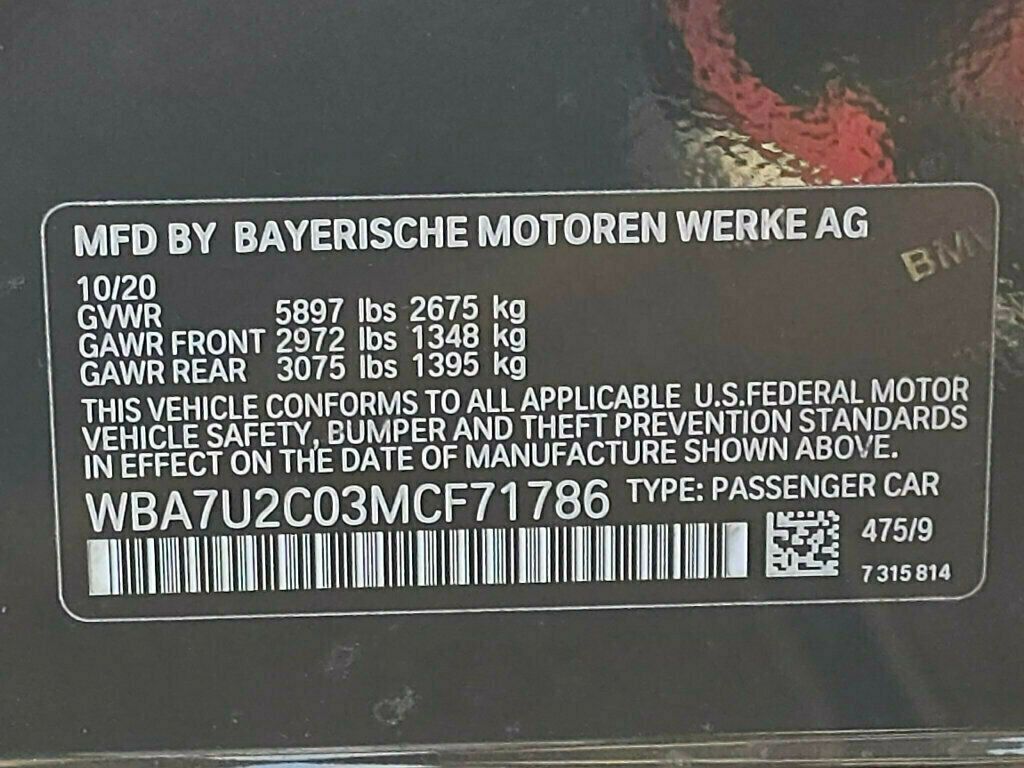 MFD BY BAYERISCHE MOTOREN WERKE AG
BMW
10/20
GVWR 5897 lbs 2675 kg
GAWR FRONT 2972 lbs 1348 kg
GAWR REAR 3075 lbs 1395 kg
THIS VEHICLE CONFORMS TO ALL APPLICABLE U.S.FEDERAL MOTOR
VEHICLE SAFETY, BUMPER AND THEFT PREVENTION STANDARDS
IN EFFECT ON THE DATE OF MANUFACTURE SHOWN ABOVE.
WBA7U2C03MCF71786 TYPE: PASSENGER CAR
475/9
7 315 814